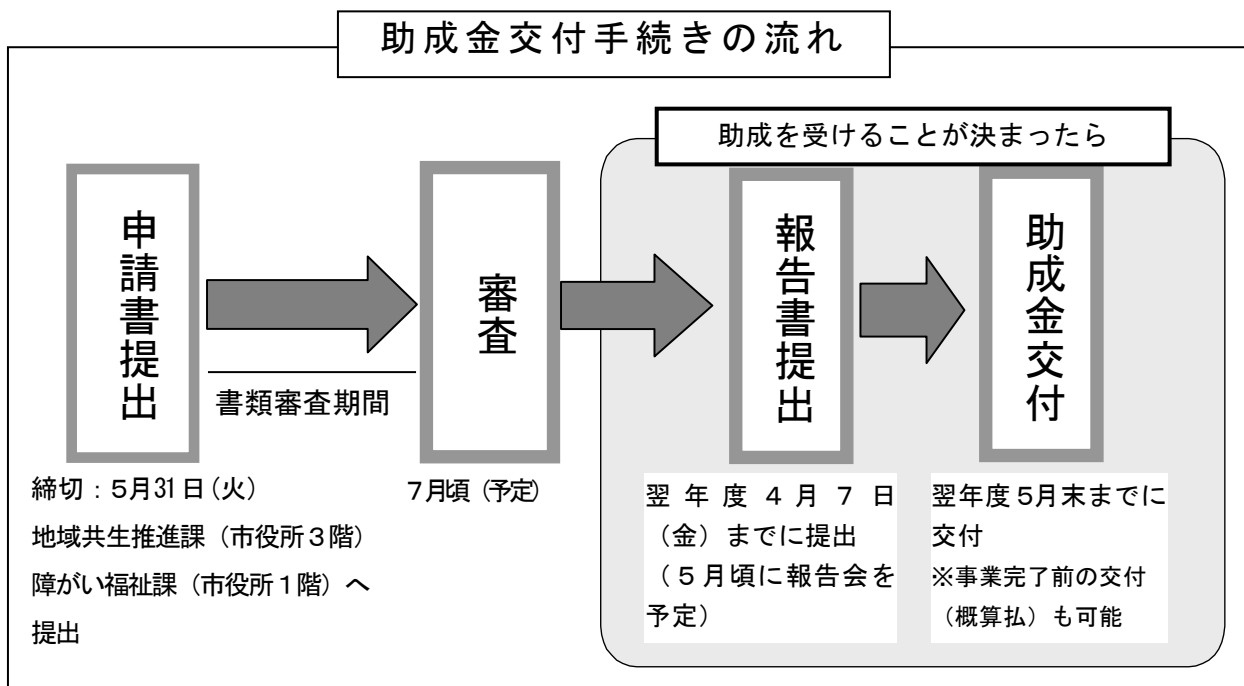 助成金交付手続きの流れ
助成を受けることが決まったら
申請書提出
書類審査期間
審査
報告書提出
助成金交付
締切：5月31日(火)
地域共生推進課（市役所３階）
障がい福祉課（市役所１階）へ
提出
７月頃（予定）
翌年度４月７日
（金）までに提出
（５月頃に報告会を
予定）
翌年度5月末までに
交付
※事業完了前の交付
（概算払）も可能